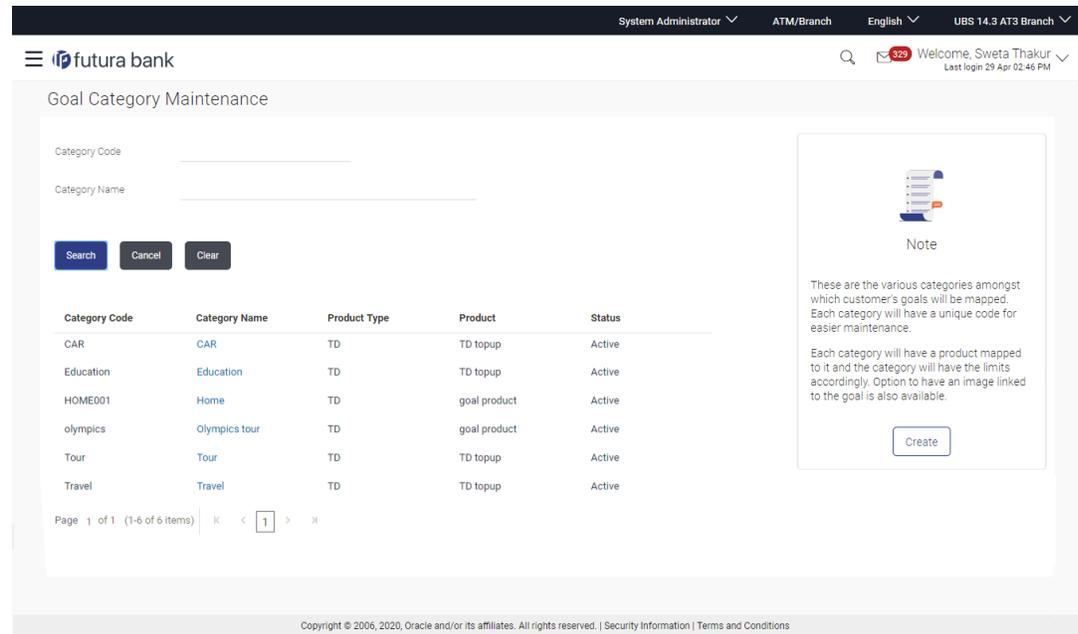 System Administrator ATM/Branch English UBS 14.3 AT3 Branch
futura bank
329 Welcome, Sweta Thakur
Last login 29 Apr 02:46 PM
Goal Category Maintenance
Category Code
Category Name
Search Cancel Clear
Category Code Category Name Product Type Product Status
CAR CAR TD TD topup Active
Education Education TD TD topup Active
HOME001 Home TD goal product Active
olympics Olympics tour TD goal product Active
Tour Tour TD TD topup Active
Travel Travel TD TD topup Active
Page 1 of 1 (1-6 of 6 items) 1
Note
These are the various categories amongst
which customer's goals will be mapped.
Each category will have a unique code for
easier maintenance.
Each category will have a product mapped
to it and the category will have the limits
accordingly. Option to have an image linked
to the goal is also available.
Create
Copyright © 2006, 2020, Oracle and/or its affiliates. All rights reserved. | Security Information | Terms and Conditions